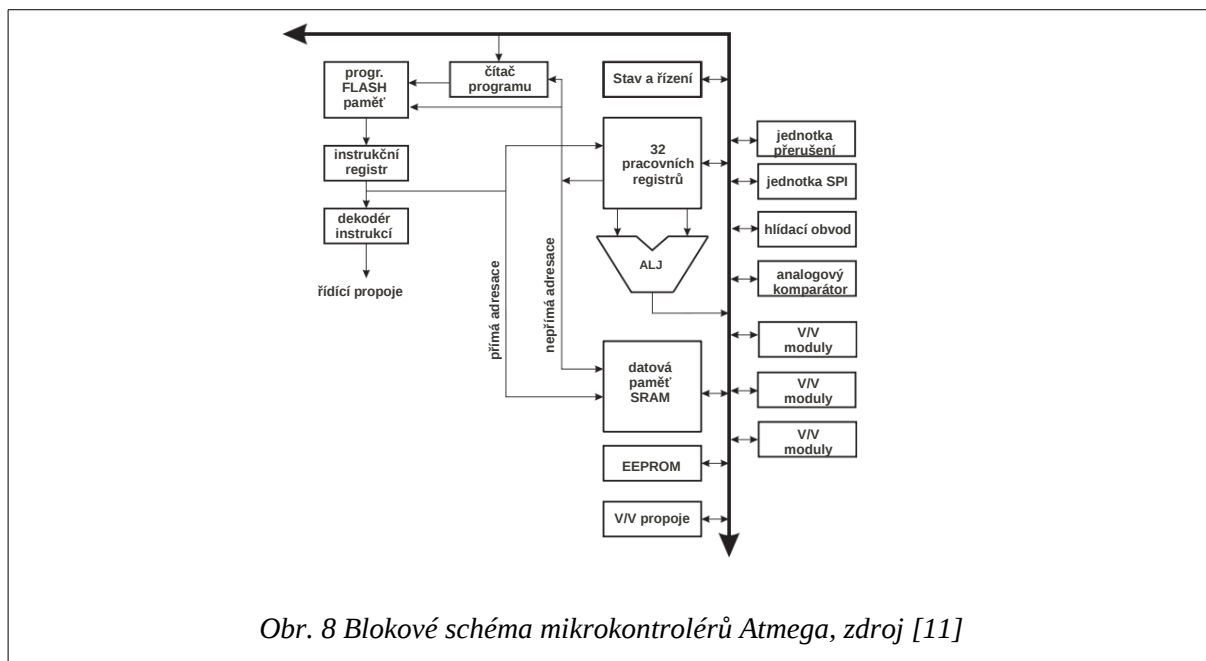 progr.
FLASH
paměť
čítač
programu
instrukční
registr
dekodér
instrukcí
řídící propoje
přímá adresace
nepřímá adresace
Stav a řízení
32
pracovních
registrů
ALJ
datová
paměť
SRAM
EEPROM
V/V propoje
jednotka
přerušení
jednotka SPI
hlídací obvod
analogový
komparátor
V/V
moduly
V/V
moduly
V/V
moduly
Obr. 8 Blokové schéma mikrokontrolérů Atmega, zdroj [11]